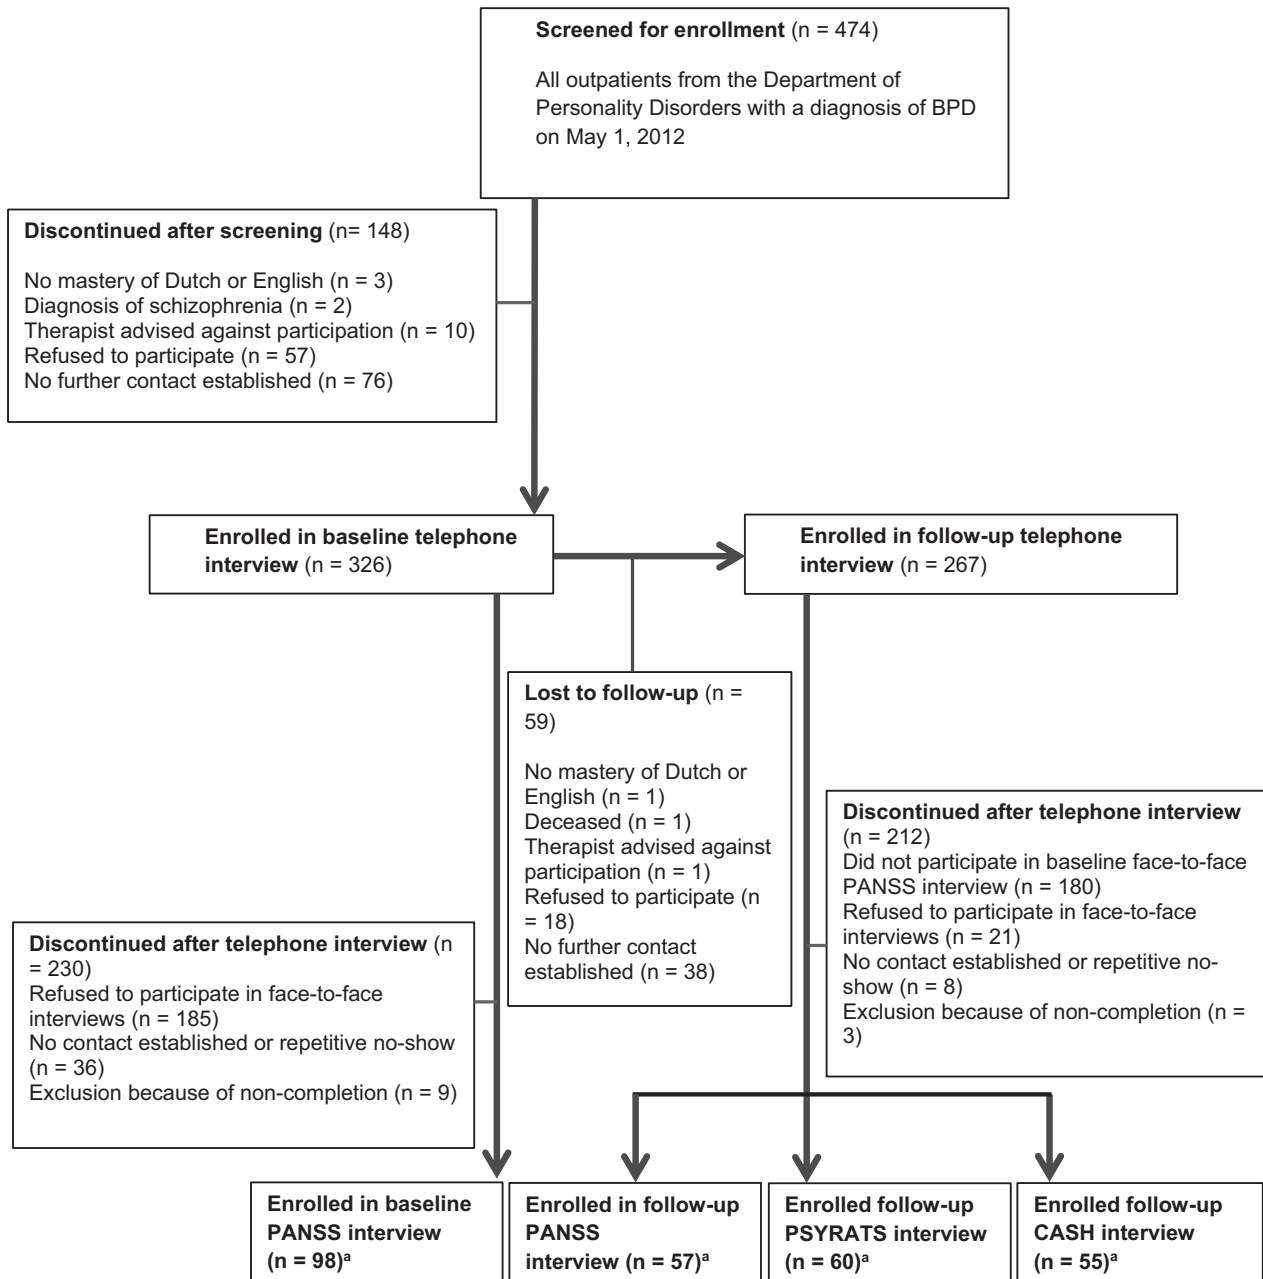 Screened for enrollment (n = 474)
All outpatients from the Department of
Personality Disorders with a diagnosis of BPD
on May 1, 2012
Discontinued after screening (n= 148)
No mastery of Dutch or English (n = 3)
Diagnosis of schizophrenia (n = 2)
Therapist advised against participation (n = 10)
Refused to participate (n = 57)
No further contact established (n = 76)
Enrolled in baseline telephone
interview (n = 326)
Enrolled in follow-up telephone
interview (n = 267)
Lost to follow-up (n =
59)
No mastery of Dutch or
English (n = 1)
Deceased (n = 1)
Therapist advised against
participation (n = 1)
Refused to participate (n
= 18)
No further contact
established (n = 38)
Discontinued after telephone interview
(n = 212)
Did not participate in baseline face-to-face
PANSS interview (n = 180)
Refused to participate in face-to-face
interviews (n = 21)
No contact established or repetitive no-
show (n = 8)
Exclusion because of non-completion (n =
3)
Discontinued after telephone interview (n
= 230)
Refused to participate in face-to-face
interviews (n = 185)
No contact established or repetitive no-show
(n = 36)
Exclusion because of non-completion (n = 9)
Enrolled in baseline
PANSS interview
(n = 98)ᵃ
Enrolled in follow-up
PANSS
interview (n = 57)ᵃ
Enrolled follow-up
PSYRATS interview
(n = 60)ᵃ
Enrolled follow-up
CASH interview
(n = 55)ᵃ